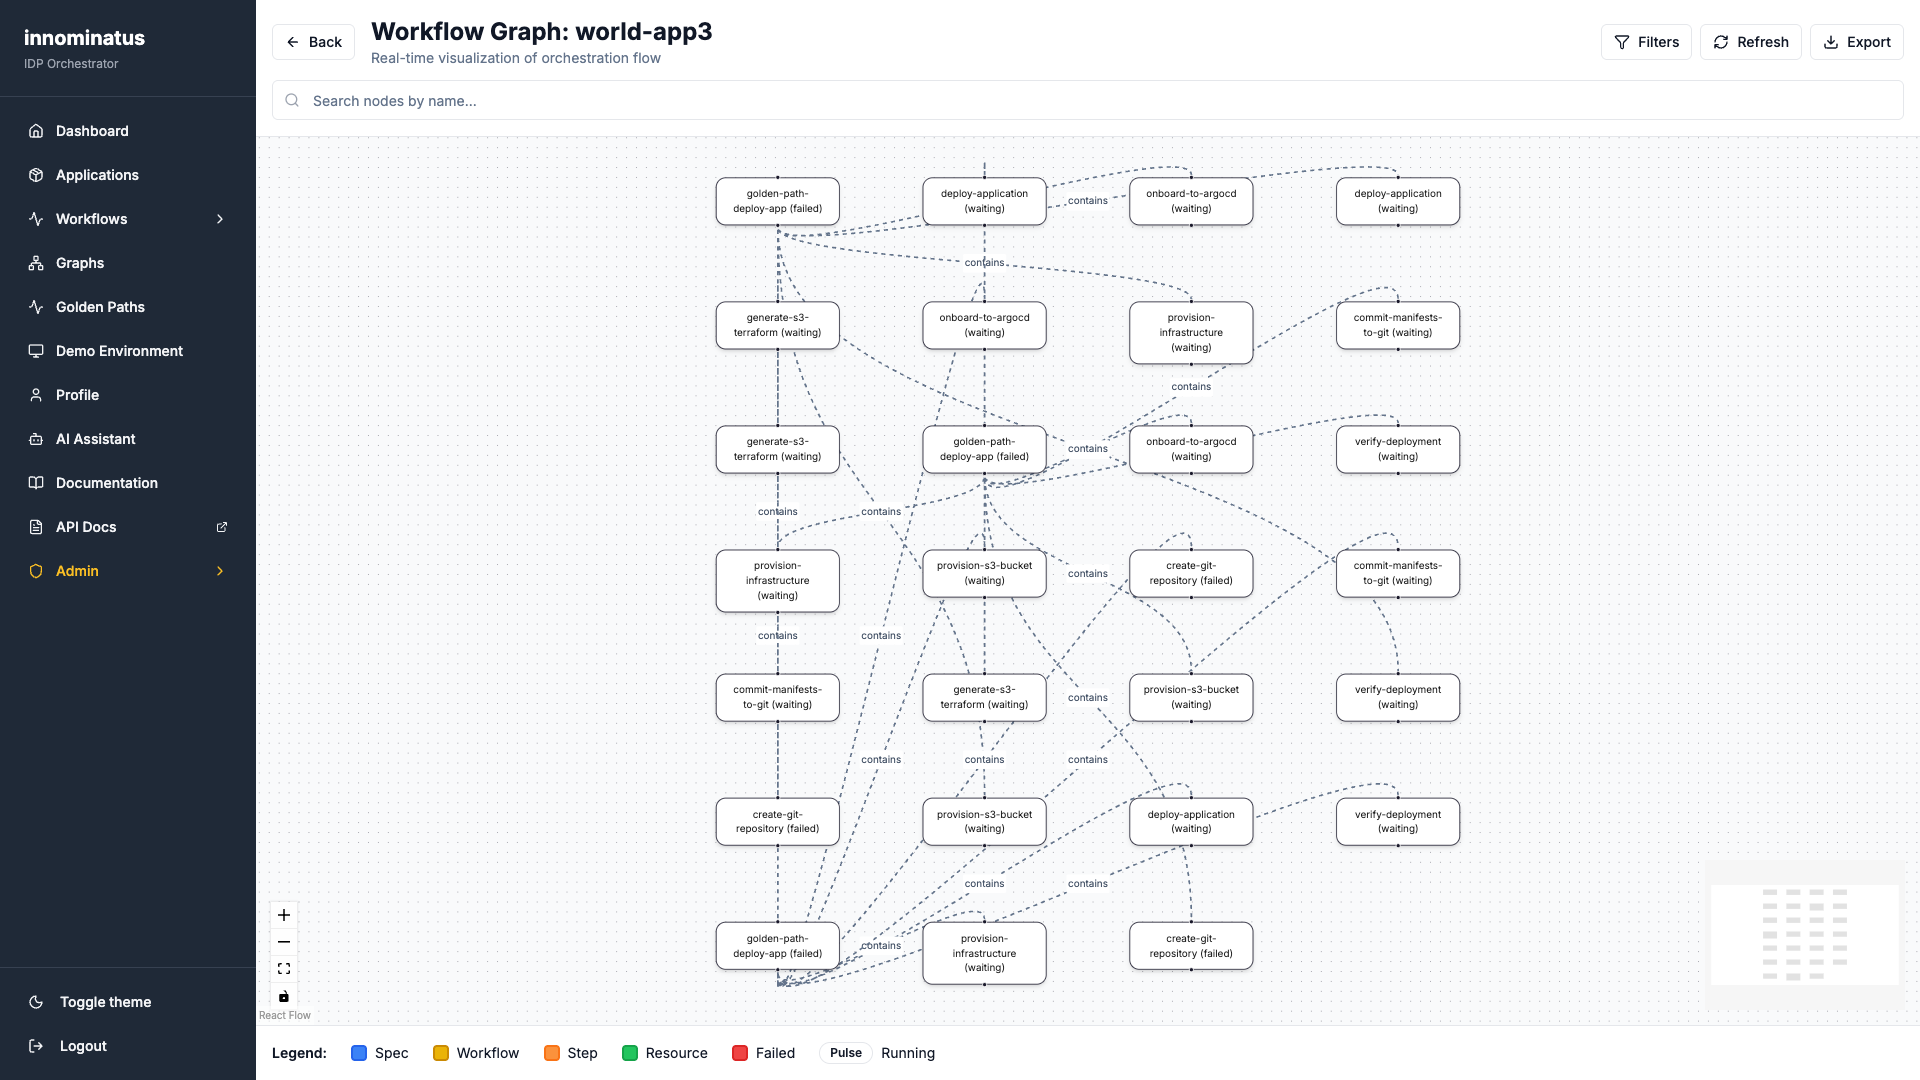 innominatus
IDP Orchestrator
Dashboard
Applications
Workflows
Graphs
Golden Paths
Demo Environment
Profile
AI Assistant
Documentation
API Docs
Admin
Toggle theme
Logout
Back
Workflow Graph: world-app3
Real-time visualization of orchestration flow
Filters
Refresh
Export
Search nodes by name...
golden-path-
deploy-app (failed)
deploy-application
(waiting)
contains
onboard-to-argocd
(waiting)
deploy-application
(waiting)
contains
generate-s3-
terraform (waiting)
onboard-to-argocd
(waiting)
provision-
infrastructure
(waiting)
commit-manifests-
to-git (waiting)
contains
generate-s3-
terraform (waiting)
golden-path-
deploy-app (failed)
contains
onboard-to-argocd
(waiting)
verify-deployment
(waiting)
contains
contains
provision-
infrastructure
(waiting)
provision-s3-bucket
(waiting)
contains
create-git-
repository (failed)
commit-manifests-
to-git (waiting)
contains
contains
commit-manifests-
to-git (waiting)
generate-s3-
terraform (waiting)
contains
provision-s3-bucket
(waiting)
verify-deployment
(waiting)
contains
contains
contains
create-git-
repository (failed)
provision-s3-bucket
(waiting)
deploy-application
(waiting)
verify-deployment
(waiting)
contains
contains
golden-path-
deploy-app (failed)
contains
provision-
infrastructure
(waiting)
create-git-
repository (failed)
React Flow
Legend:
Spec
Workflow
Step
Resource
Failed
Pulse
Running